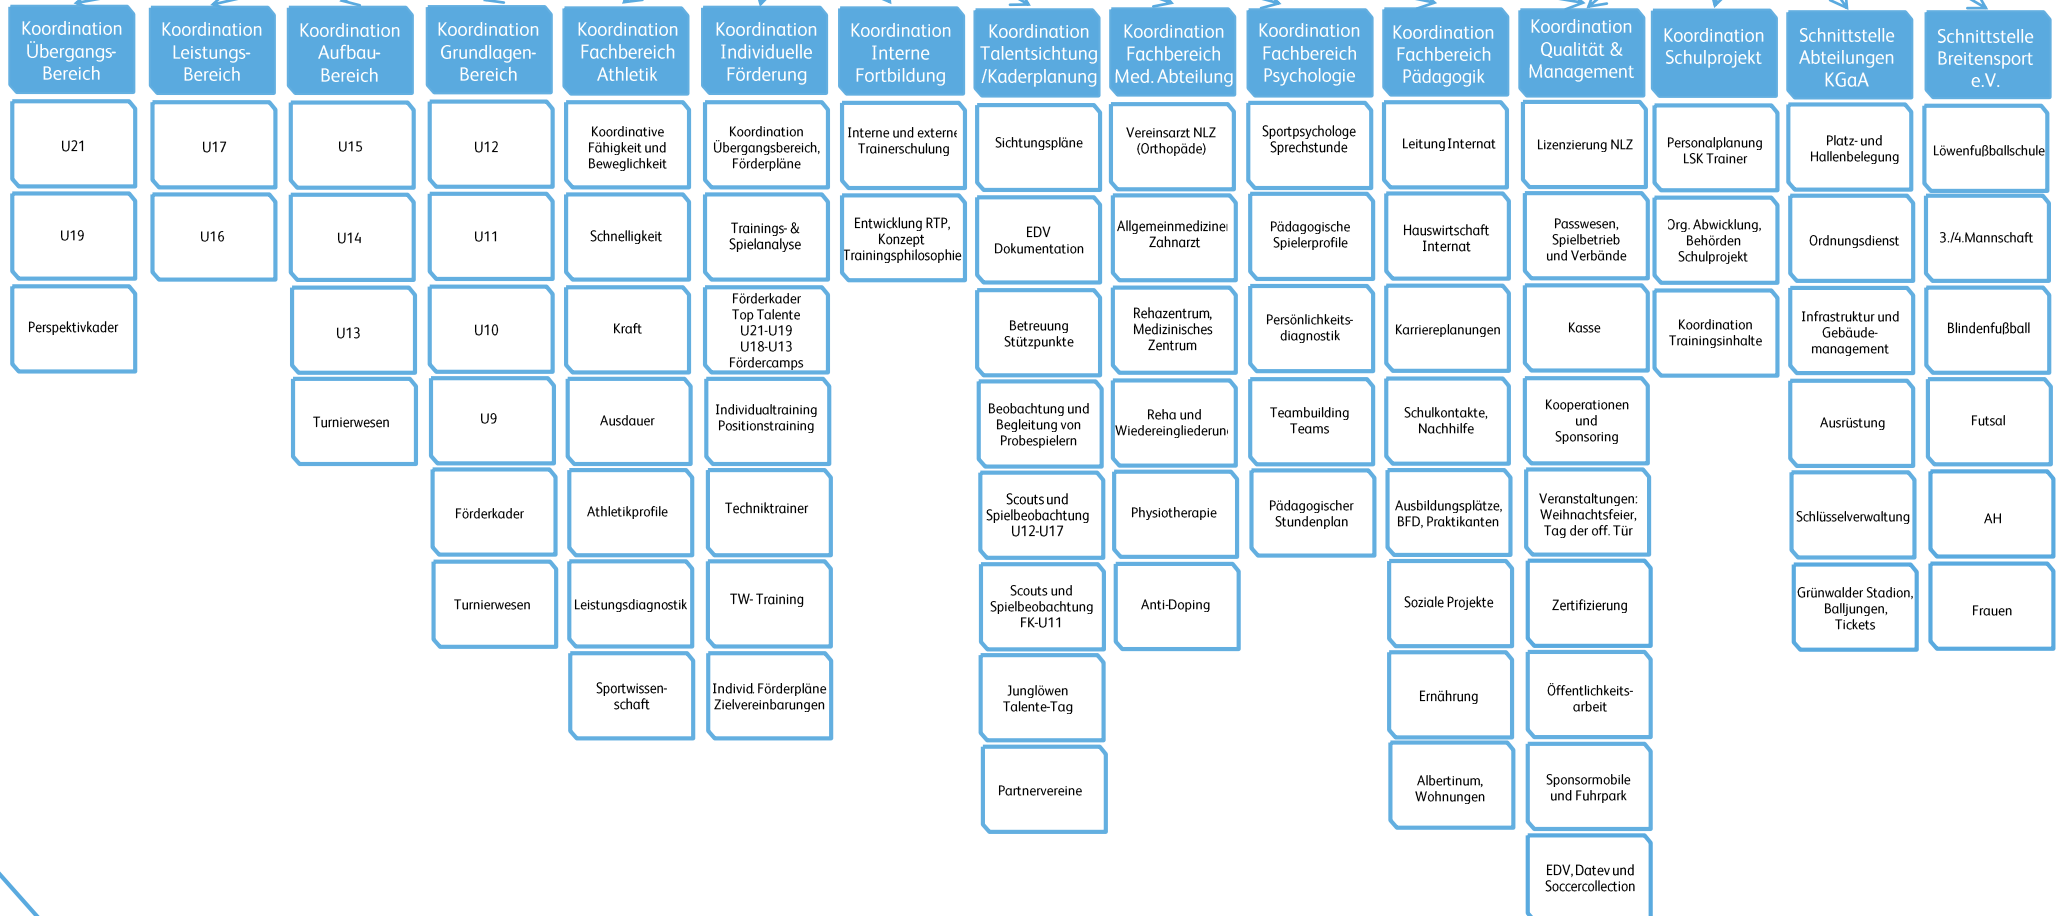 Koordination
Übergangs-
Bereich
U21
U19
Perspektivkader
Koordination
Leistungs-
Bereich
U17
U16
Koordination
Aufbau-
Bereich
U15
U14
U13
Turnierwesen
Koordination
Grundlagen-
Bereich
U12
U11
U10
U9
Förderkader
Turnierwesen
Koordination
Fachbereich
Athletik
Koordinative
Fähigkeit und
Beweglichkeit
Schnelligkeit
Kraft
Ausdauer
Athletikprofile
Leistungsdiagnostik
Sportwissen-
schaft
Koordination
Individuelle
Förderung
Koordination
Übergangsbereich,
Förderpläne
Trainings- &
Spielanalyse
Förderkader
Top Talente
U21-U19
U18-U13
Fördercamps
Individualtraining
Positionstraining
Techniktrainer
TW- Training
Individ. Förderpläne
Zielvereinbarungen
Koordination
Interne
Fortbildung
Interne und externe
Trainerschulung
Entwicklung RTP,
Konzept
Trainingsphilosophie
Koordination
Talentsichtung
/Kaderplanung
Sichtungspläne
EDV
Dokumentation
Betreuung
Stützpunkte
Beobachtung und
Begleitung von
Probespielern
Scouts und
Spielbeobachtung
U12-U17
Scouts und
Spielbeobachtung
FK-U11
Junglöwen
Talente-Tag
Partnervereine
Koordination
Fachbereich
Med. Abteilung
Vereinsarzt NLZ
(Orthopäde)
Allgemeinmediziner
Zahnarzt
Rehazentrum,
Medizinisches
Zentrum
Reha und
Wiedereingliederun
Physiotherapie
Anti-Doping
Koordination
Fachbereich
Psychologie
Sportpsychologe
Sprechstunde
Pädagogische
Spielerprofile
Persönlichkeits-
diagnostik
Teambuilding
Teams
Pädagogischer
Stundenplan
Koordination
Fachbereich
Pädagogik
Leitung Internat
Hauswirtschaft
Internat
Karriereplanungen
Schulkontakte,
Nachhilfe
Ausbildungsplätze,
BFD, Praktikanten
Soziale Projekte
Ernährung
Albertinum,
Wohnungen
Koordination
Qualität &
Management
Lizenzierung NLZ
Passwesen,
Spielbetrieb
und Verbände
Kasse
Kooperationen
und
Sponsoring
Veranstaltungen:
Weihnachtsfeier,
Tag der off. Tür
Zertifizierung
Öffentlichkeits-
arbeit
Sponsormobile
und Fuhrpark
EDV, Datev und
Soccercollection
Koordination
Schulprojekt
Personalplanung
LSK Trainer
Org. Abwicklung,
Behörden
Schulprojekt
Koordination
Trainingsinhalte
Schnittstelle
Abteilungen
KGaA
Platz- und
Hallenbelegung
Ordnungsdienst
Infrastruktur und
Gebäude-
management
Ausrüstung
Schlüsselverwaltung
Grünwalder Stadion,
Balljungen,
Tickets
Schnittstelle
Breitensport
e.V.
Löwenfußballschule
3./4.Mannschaft
Blindenfußball
Futsal
AH
Frauen